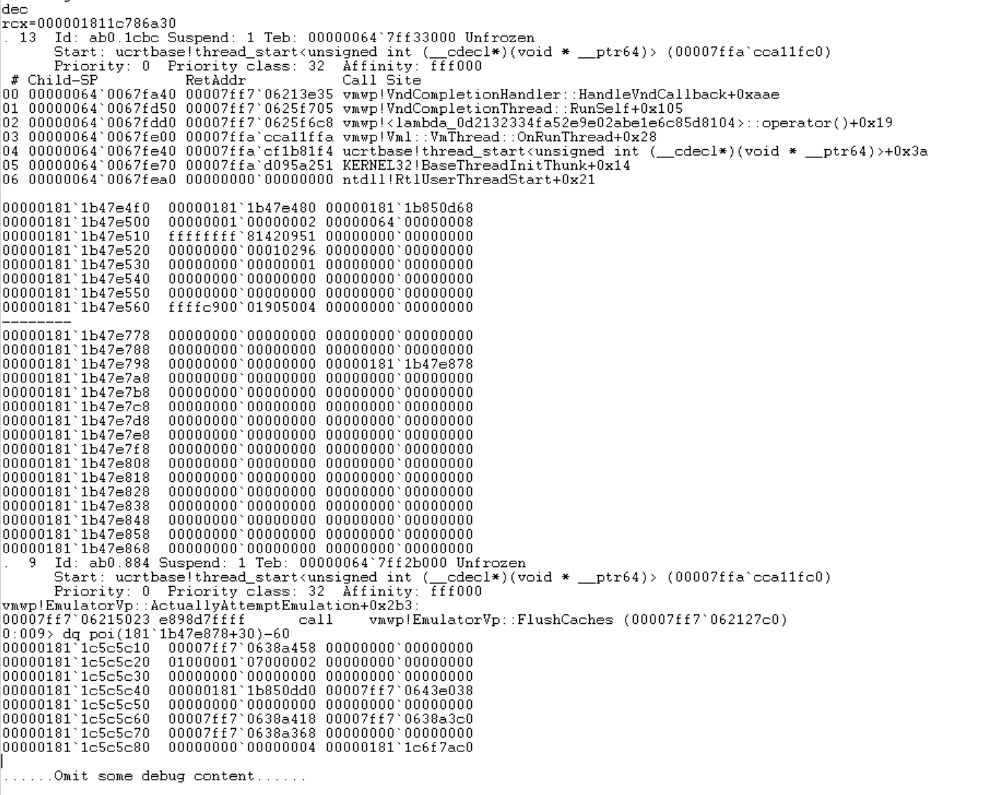 dec
rcx=000001811c786a30
. 13  Id: ab0.1cbc Suspend: 1 Teb: 00000064`7ff33000 Unfrozen
      Start: ucrtbase!thread_start<unsigned int (__cdecl*)(void * __ptr64)> (00007ffa`cca11fc0)
      Priority: 0  Priority class: 32  Affinity: fff000
 # Child-SP          RetAddr           Call Site
00 00000064`0067fa40 00007ff7`06213e35 vmwp!VndCompletionHandler::HandleVndCallback+0xaae
01 00000064`0067fd50 00007ff7`0625f705 vmwp!VndCompletionThread::RunSelf+0x105
02 00000064`0067fdd0 00007ff7`0625f6c8 vmwp!<lambda_0d2132334fa52e9e02abe1e6c85d8104>::operator()+0x19
03 00000064`0067fe00 00007ffa`cca11ffa vmwp!Vml::VmThread::OnRunThread+0x28
04 00000064`0067fe40 00007ffa`cf1b81f4 ucrtbase!thread_start<unsigned int (__cdecl*)(void * __ptr64)>+0x3a
05 00000064`0067fe70 00007ffa`d095a251 KERNEL32!BaseThreadInitThunk+0x14
06 00000064`0067fea0 00000000`00000000 ntdll!RtlUserThreadStart+0x21
00000181`1b47e4f0  00000181`1b47e480 00000181`1b850d68
00000181`1b47e500  00000001`00000002 00000064`00000008
00000181`1b47e510  ffffffff`81420951 00000000`00000000
00000181`1b47e520  00000000`00010296 00000000`00000000
00000181`1b47e530  00000000`00000001 00000000`00000000
00000181`1b47e540  00000000`00000000 00000000`00000000
00000181`1b47e550  00000000`00000000 00000000`00000000
00000181`1b47e560  ffffc900`01905004 00000000`00000000
--------
00000181`1b47e778  00000000`00000000 00000000`00000000
00000181`1b47e788  00000000`00000000 00000000`00000000
00000181`1b47e798  00000000`00000000 00000181`1b47e878
00000181`1b47e7a8  00000000`00000000 00000000`00000000
00000181`1b47e7b8  00000000`00000000 00000000`00000000
00000181`1b47e7c8  00000000`00000000 00000000`00000000
00000181`1b47e7d8  00000000`00000000 00000000`00000000
00000181`1b47e7e8  00000000`00000000 00000000`00000000
00000181`1b47e7f8  00000000`00000000 00000000`00000000
00000181`1b47e808  00000000`00000000 00000000`00000000
00000181`1b47e818  00000000`00000000 00000000`00000000
00000181`1b47e828  00000000`00000000 00000000`00000000
00000181`1b47e838  00000000`00000000 00000000`00000000
00000181`1b47e848  00000000`00000000 00000000`00000000
00000181`1b47e858  00000000`00000000 00000000`00000000
00000181`1b47e868  00000000`00000000 00000000`00000000
.  9  Id: ab0.884 Suspend: 1 Teb: 00000064`7ff2b000 Unfrozen
      Start: ucrtbase!thread_start<unsigned int (__cdecl*)(void * __ptr64)> (00007ffa`cca11fc0)
      Priority: 0  Priority class: 32  Affinity: fff000
vmwp!EmulatorVp::ActuallyAttemptEmulation+0x2b3:
00007ff7`06215023 e898d7ffff      call    vmwp!EmulatorVp::FlushCaches (00007ff7`062127c0)
0:009> dq poi(181`1b47e878+30)-60
00000181`1c5c5c10  00007ff7`0638a458 00000000`00000000
00000181`1c5c5c20  01000001`07000002 00000000`00000000
00000181`1c5c5c30  00000000`00000000 00000000`00000000
00000181`1c5c5c40  00000181`1b850dd0 00007ff7`0643e038
00000181`1c5c5c50  00000000`00000000 00000000`00000000
00000181`1c5c5c60  00007ff7`0638a418 00007ff7`0638a3c0
00000181`1c5c5c70  00007ff7`0638a368 00000000`00000000
00000181`1c5c5c80  00000000`00000004 00000181`1c6f7ac0
......Omit some debug content......